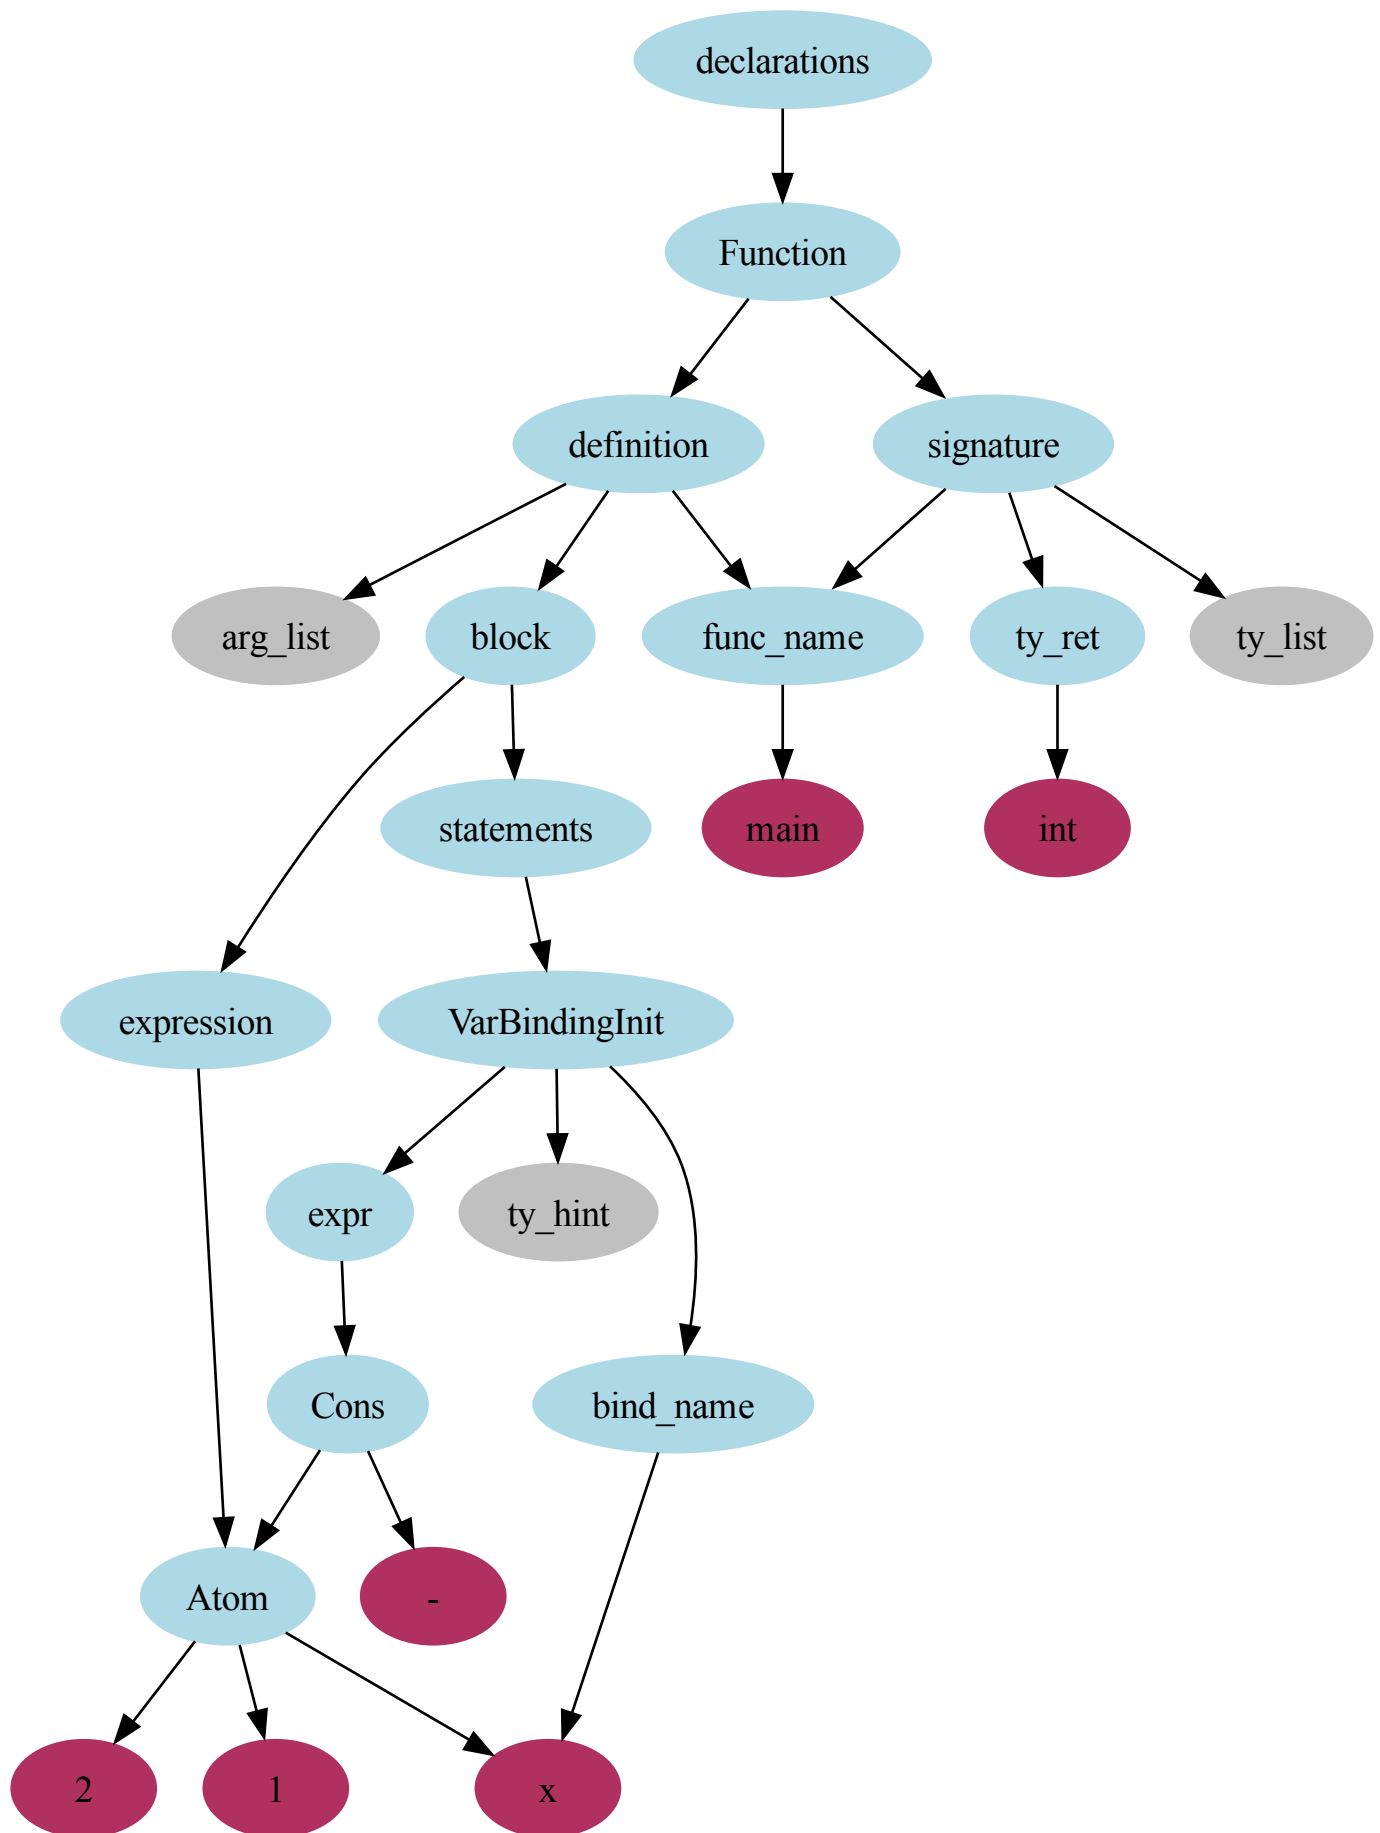 declarations
Function
definition
signature
arg_list
block
func_name
ty_ret
ty_list
statements
main
int
expression
VarBindingInit
expr
ty_hint
Cons
bind_name
Atom
-
2
1
x